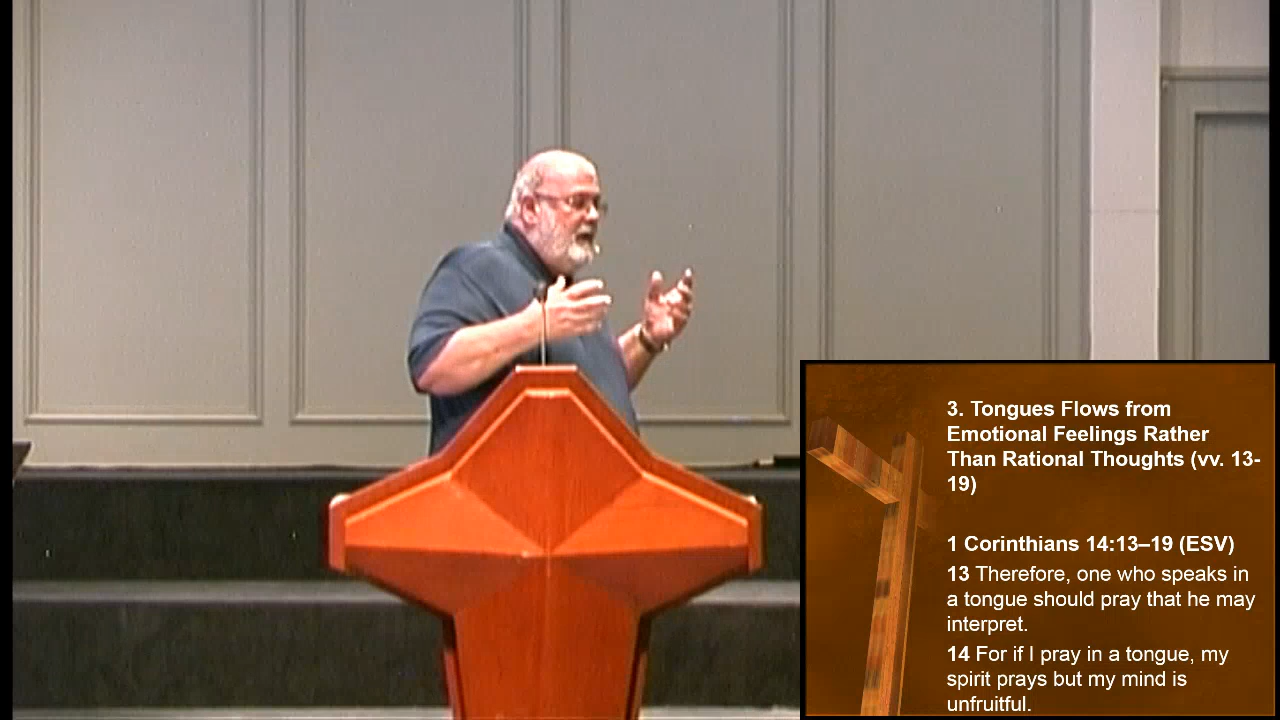 3. Tongues Flows from
Emotional Feelings Rather
Than Rational Thoughts (vv. 13-
19)
1 Corinthians 14:13–19 (ESV)
13 Therefore, one who speaks in
a tongue should pray that he may
interpret.
14 For if I pray in a tongue, my
spirit prays but my mind is
unfruitful.